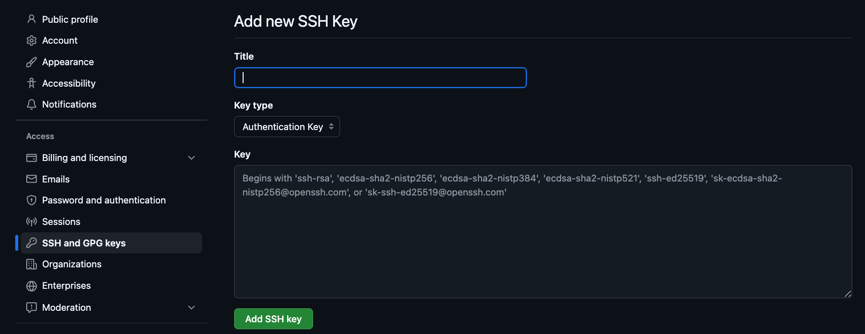 Public profile
Account
Appearance
Accessibility
Notifications
Access
Billing and licensing
Emails
Password and authentication
Sessions
SSH and GPG keys
Organizations
Enterprises
Moderation
Add new SSH Key
Title
Key type
Authentication Key
Key
Begins with 'ssh-rsa', 'ecdsa-sha2-nistp256', 'ecdsa-sha2-nistp384', 'ecdsa-sha2-nistp521', 'ssh-ed25519', 'sk-ecdsa-sha2-
nistp256@openssh.com', or 'sk-ssh-ed25519@openssh.com'
Add SSH key